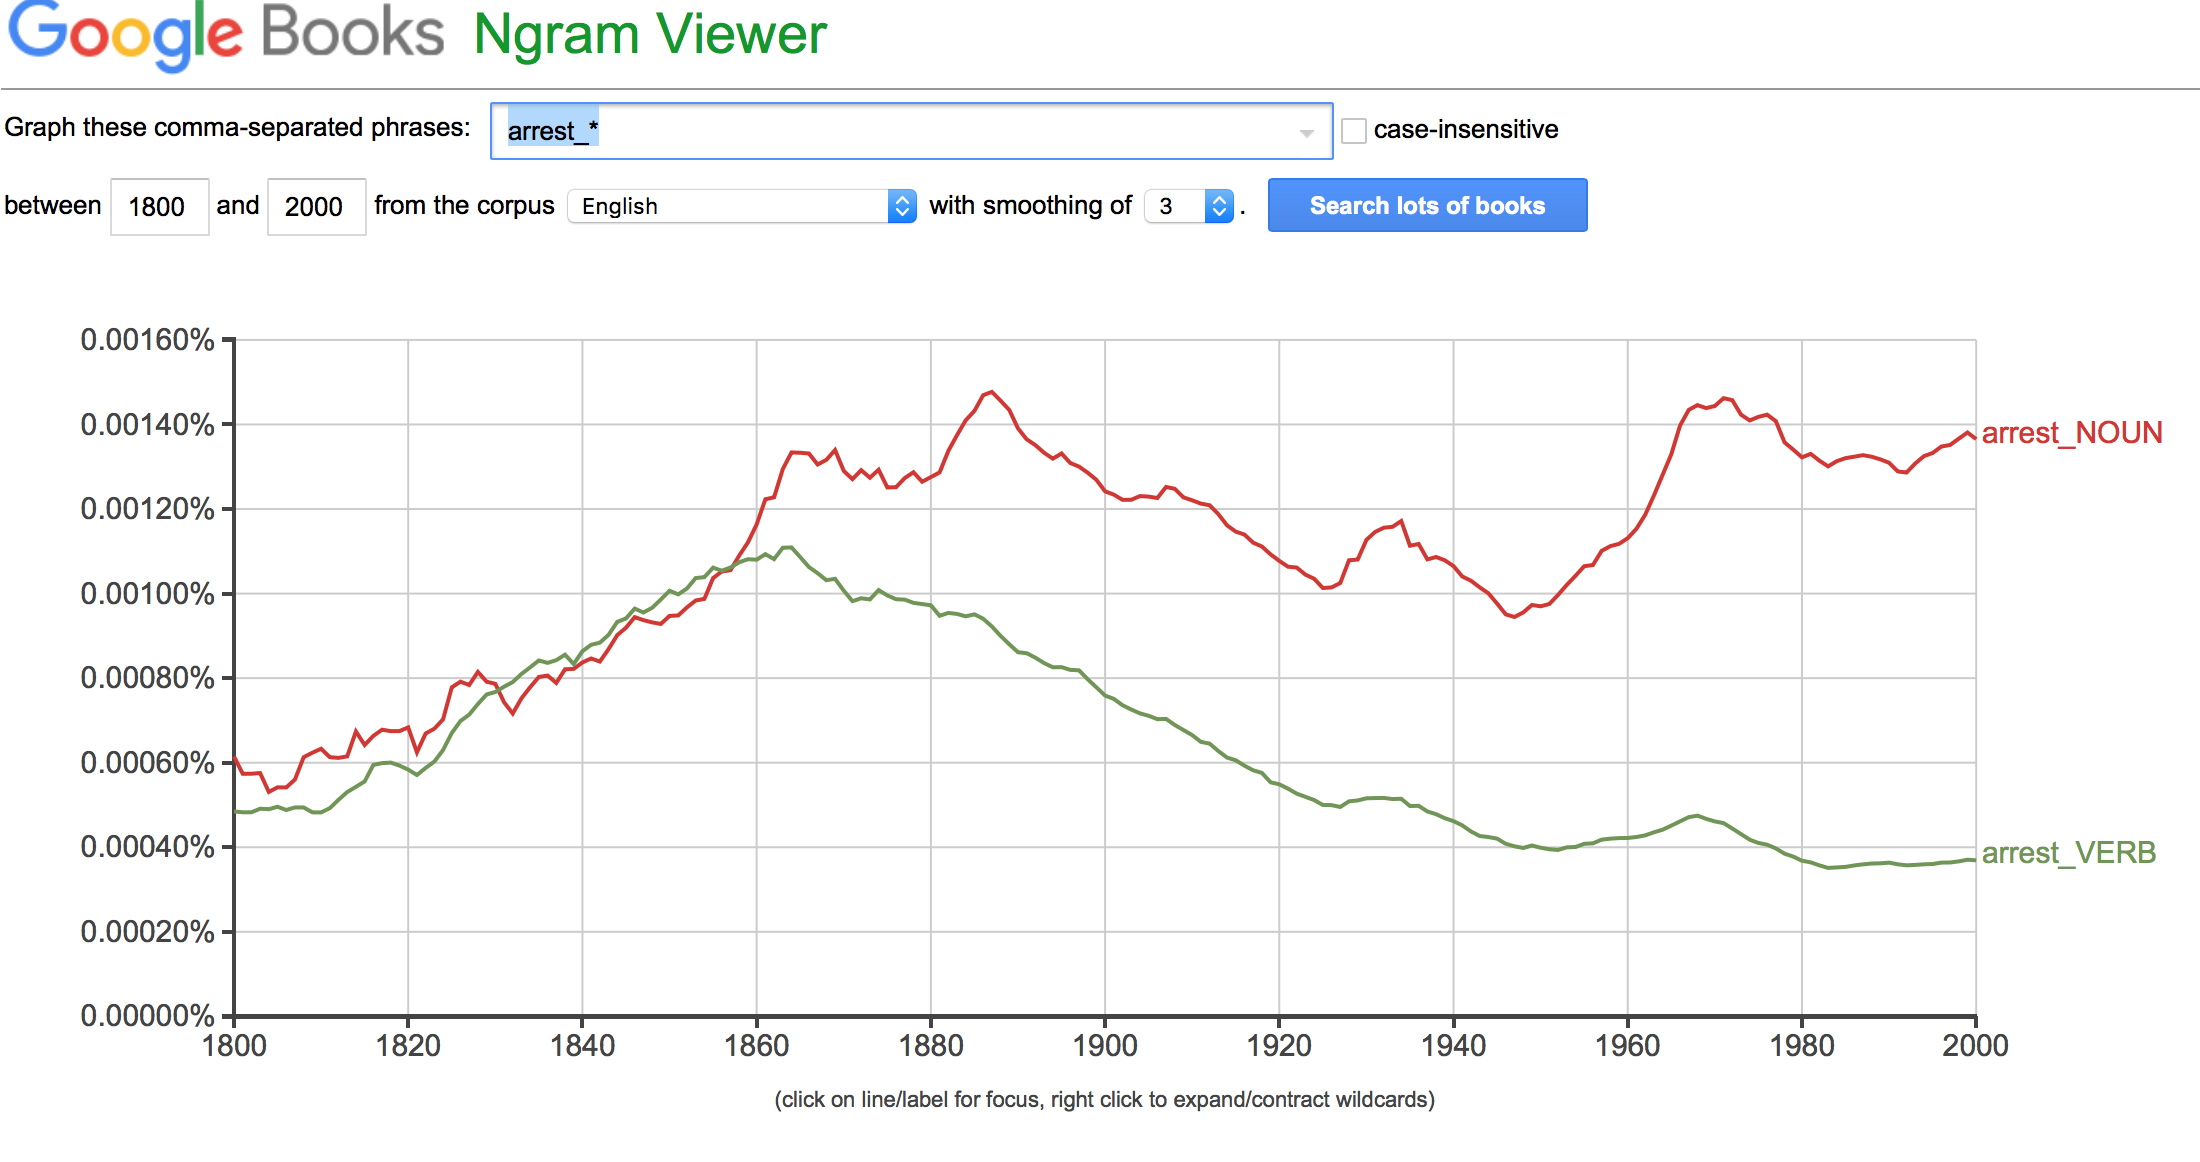 Google Books Ngram Viewer
Graph these comma-separated phrases: arrest_* case-insensitive
between 1800 and 2000 from the corpus English with smoothing of 3 . Search lots of books
0.00160%
0.00140%
arrest_NOUN
0.00120%
0.00100%
0.00080%
0.00060%
0.00040%
arrest_VERB
0.00020%
0.00000%
1800 1820 1840 1860 1880 1900 1920 1940 1960 1980 2000
(click on line/label for focus, right click to expand/contract wildcards)